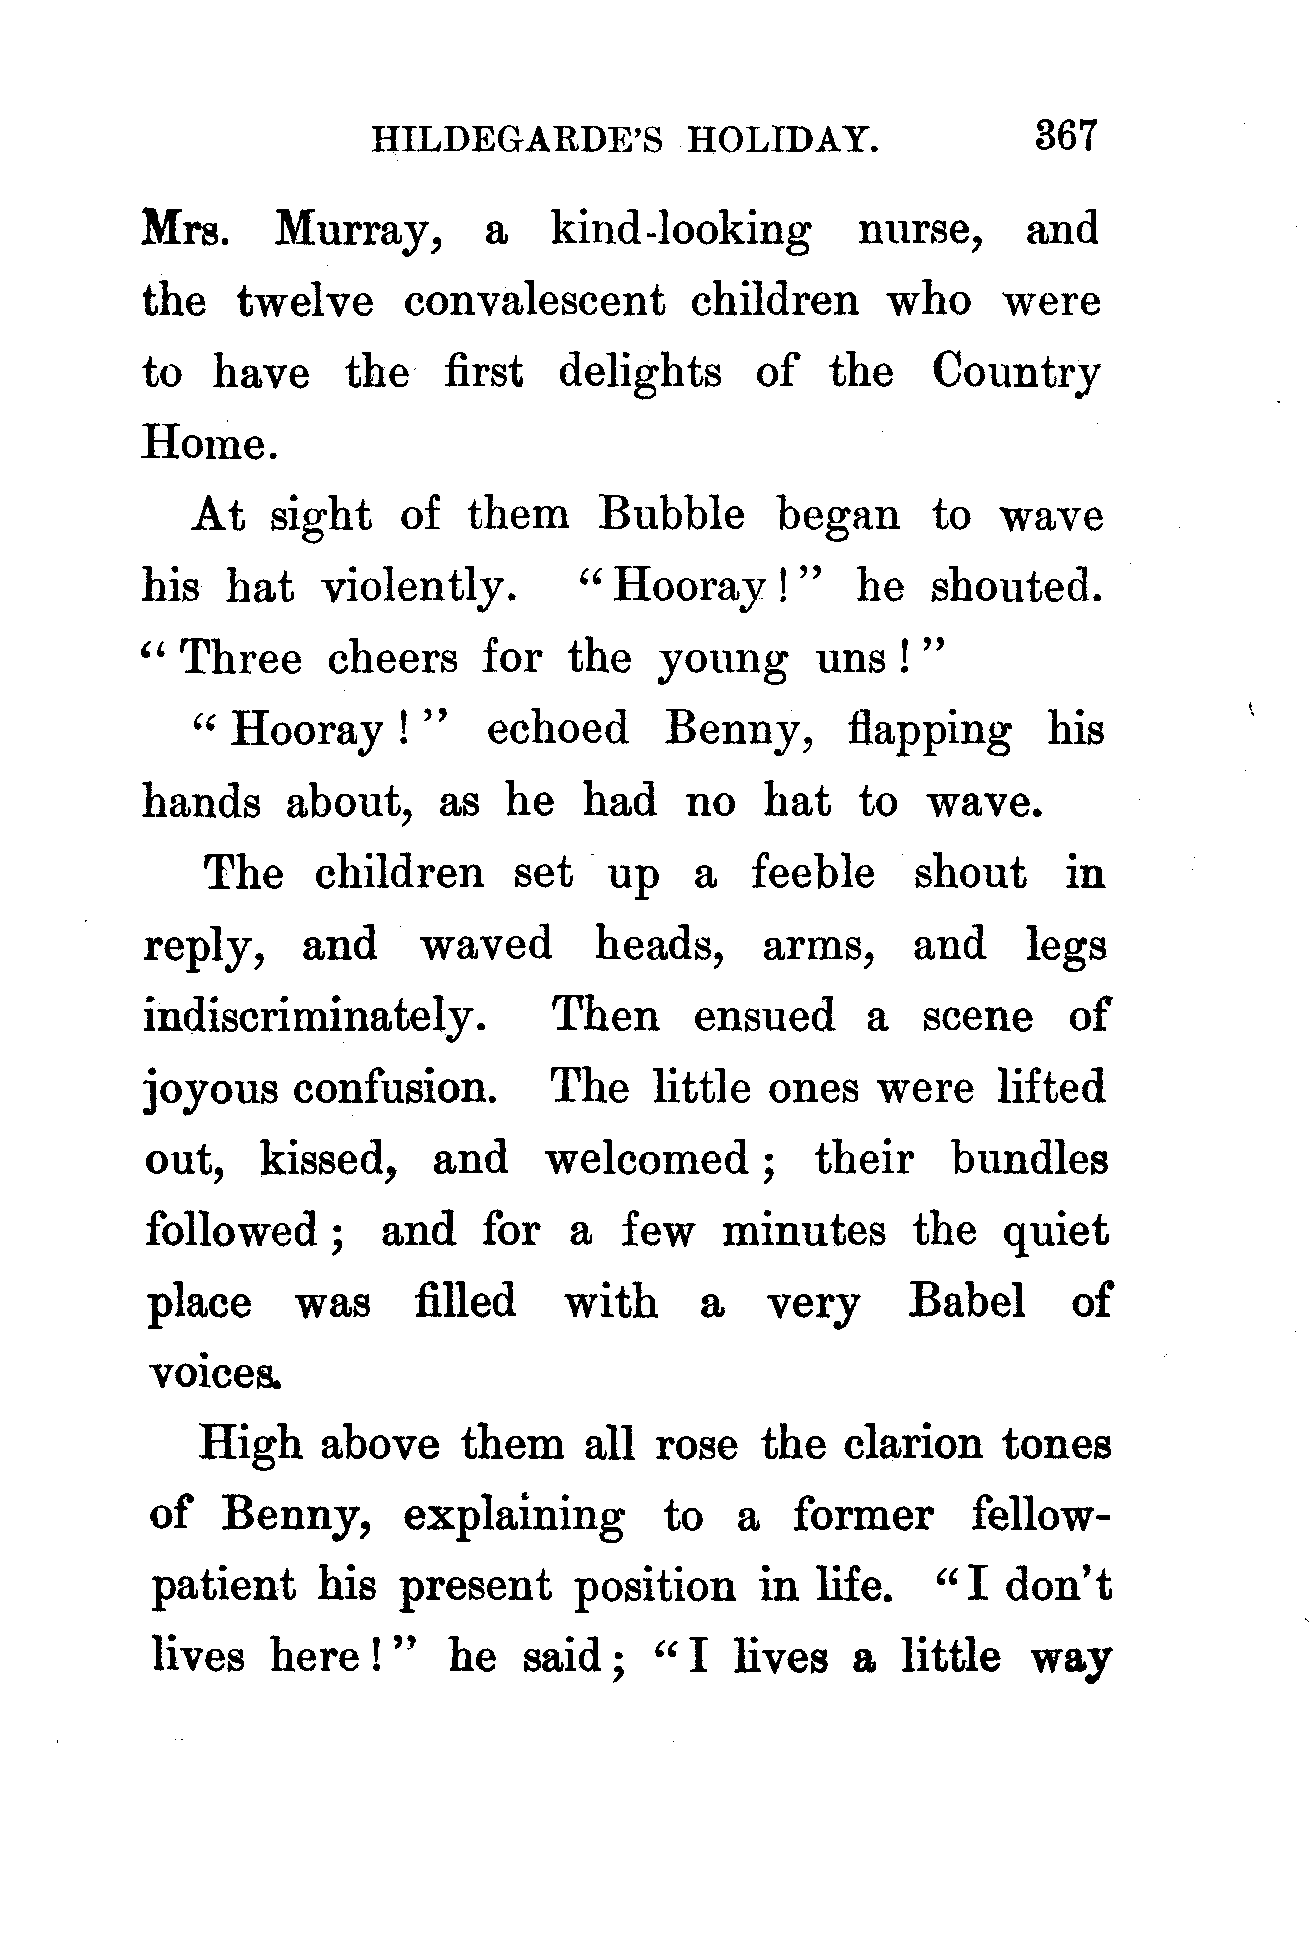 HILDEGARDE'S HOLIDAY. 367
Mrs. Murray, a kind-looking nurse, and
the twelve convalescent children who were
to have the first delights of the Country
Home.
At sight of them Bubble began to wave
his hat violently. “Hooray!” he shouted.
“Three cheers for the young uns!”
“Hooray!” echoed Benny, flapping his
hands about, as he had no hat to wave.
The children set up a feeble shout in
reply, and waved heads, arms, and legs
indiscriminately. Then ensued a scene of
joyous confusion. The little ones were lifted
out, kissed, and welcomed; their bundles
followed; and for a few minutes the quiet
place was filled with a very Babel of
voices.
High above them all rose the clarion tones
of Benny, explaining to a former fellow-
patient his present position in life. “I don't
lives here!” he said; “I lives a little way